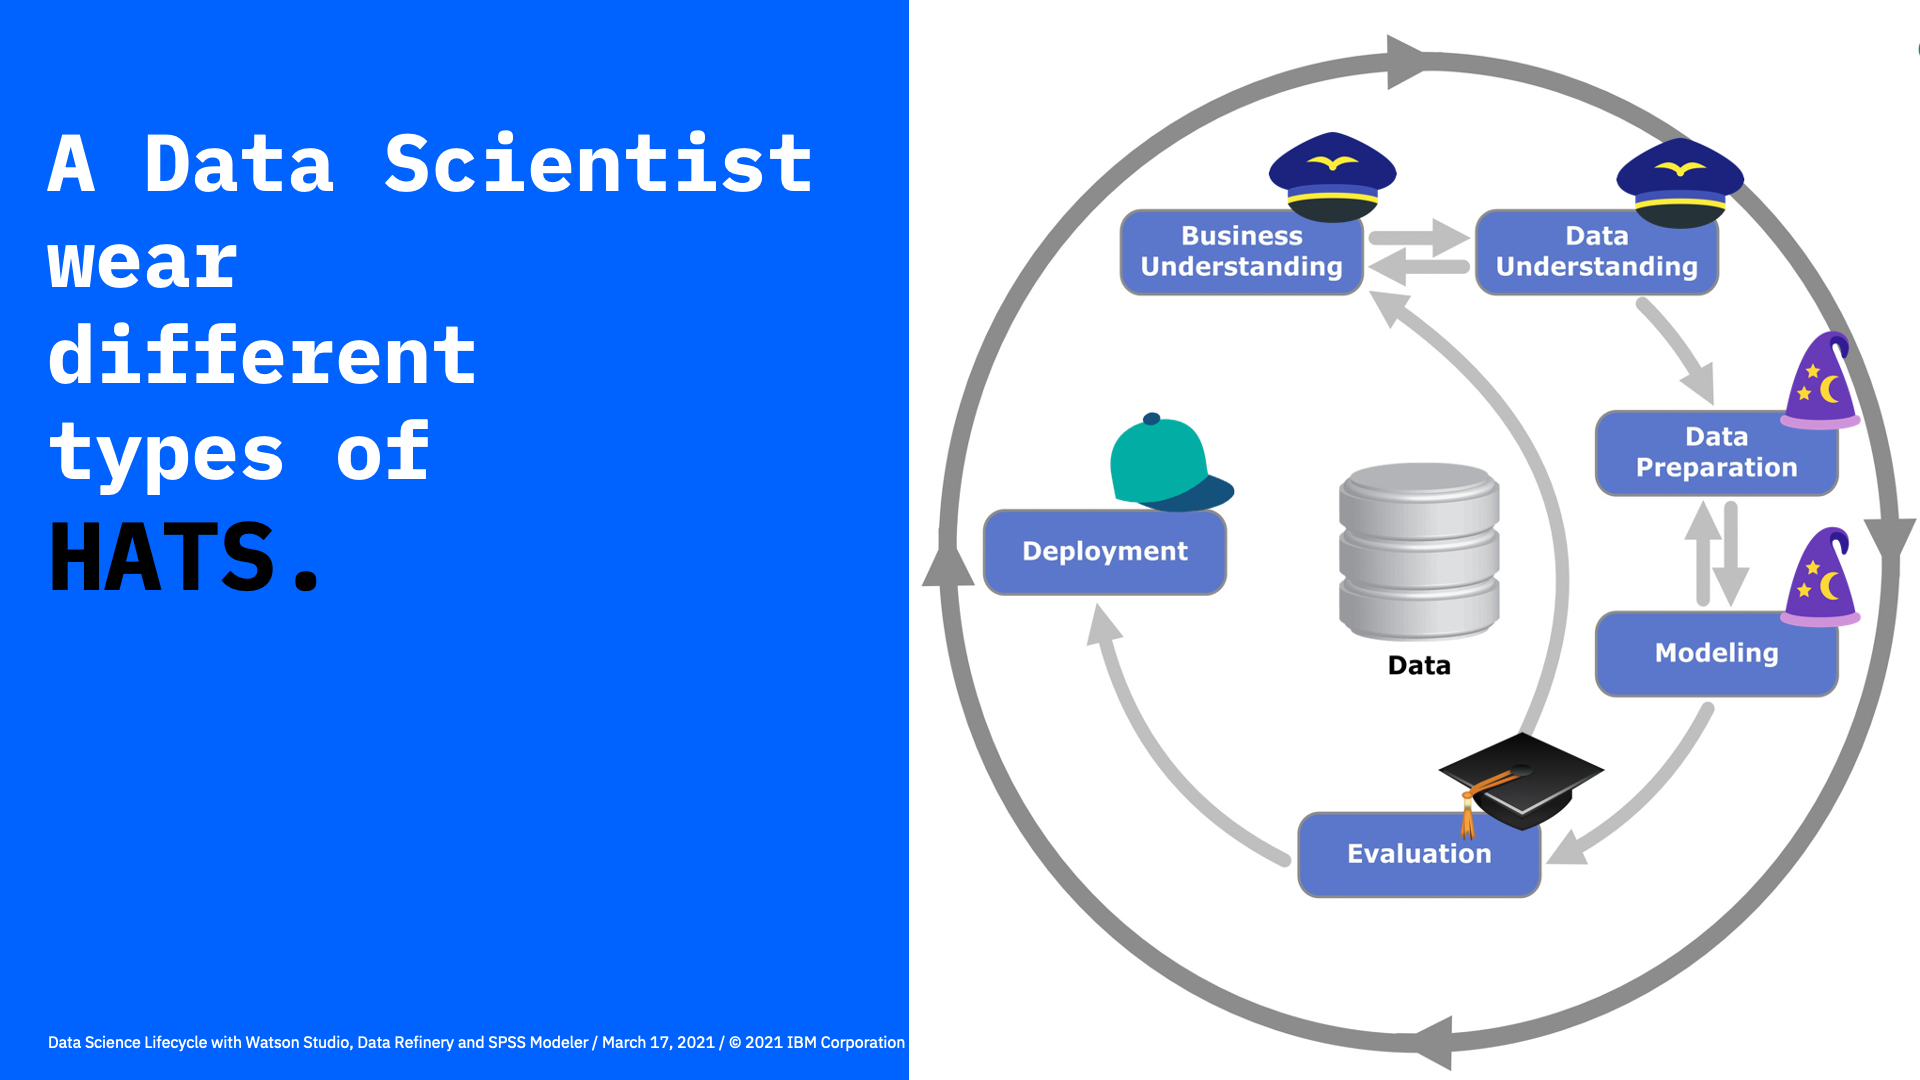 A Data Scientist
wear
different
types of
HATS.
Business
Understanding
Data
Understanding
Data
Preparation
Deployment
Modeling
Data
Evaluation
Data Science Lifecycle with Watson Studio, Data Refinery and SPSS Modeler / March 17, 2021 / © 2021 IBM Corporation